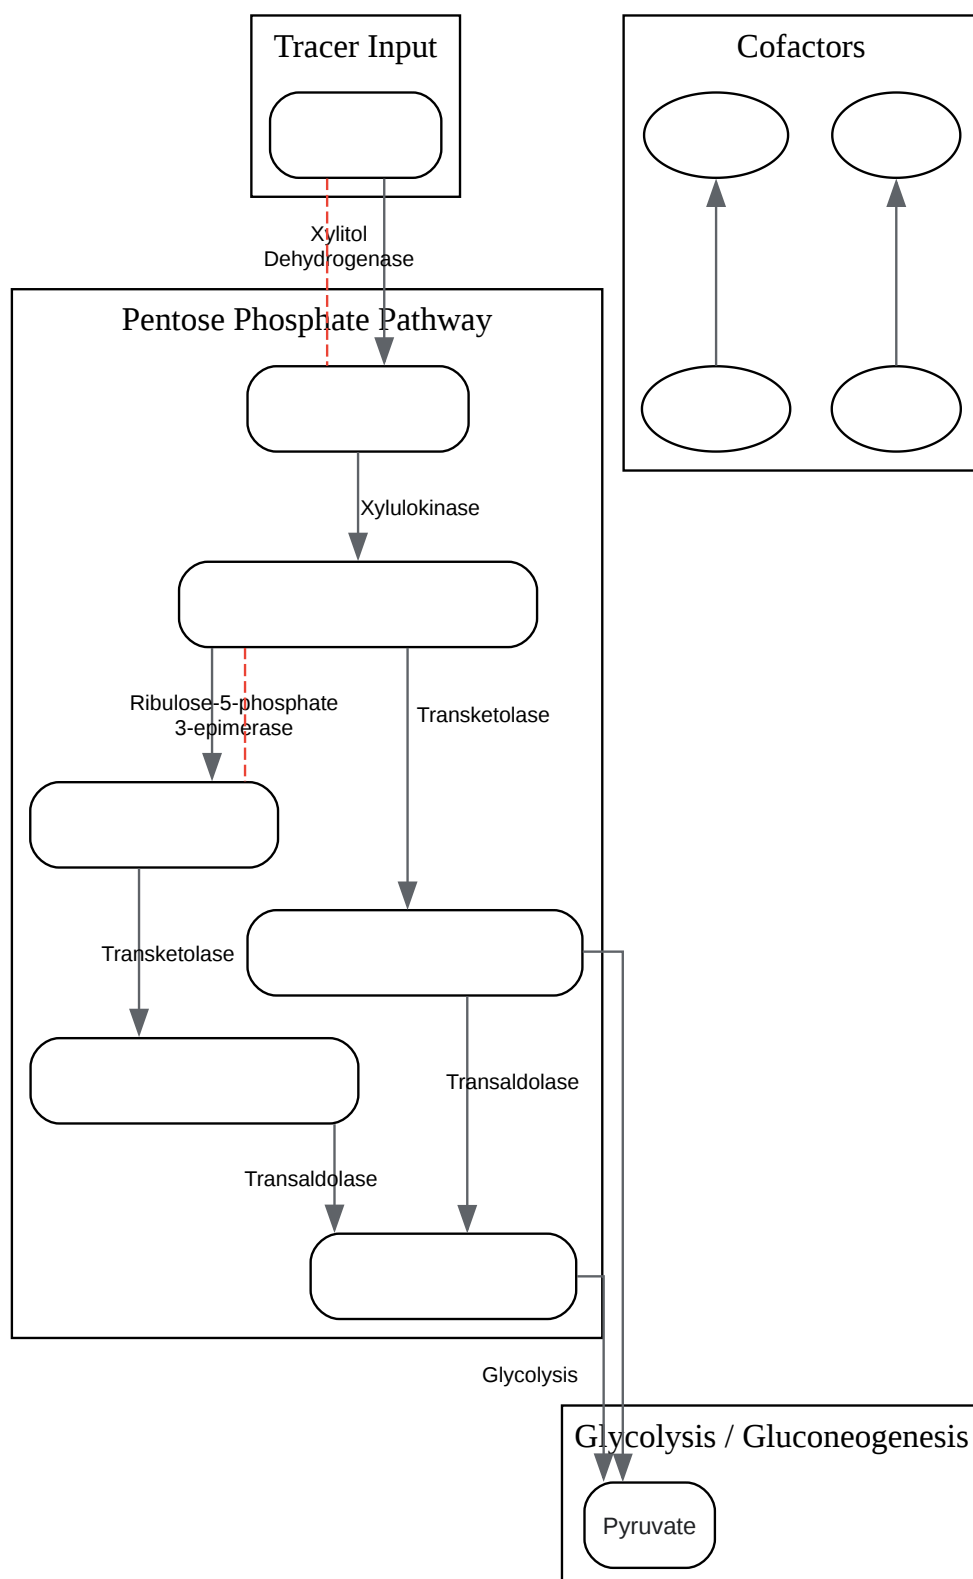 Tracer Input
Cofactors
Xylitol
Dehydrogenase
Pentose Phosphate Pathway
Xylulokinase
Ribulose-5-phosphate
3-epimerase
Transketolase
Transketolase
Transaldolase
Transaldolase
Glycolysis
Glycolysis / Gluconeogenesis
Pyruvate